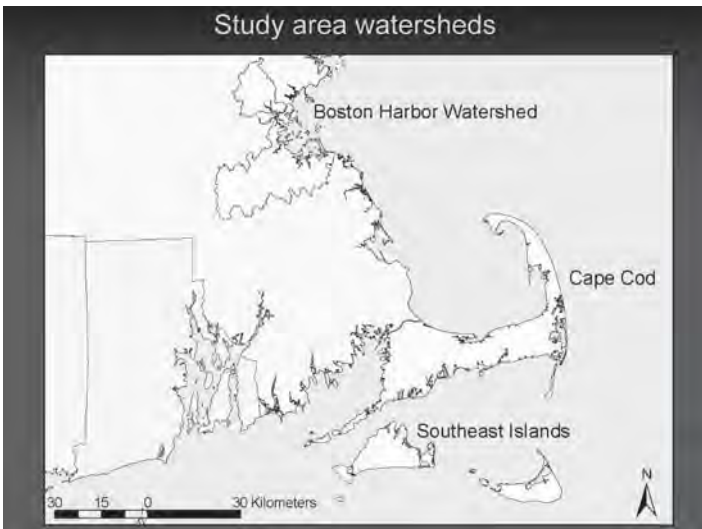 Study area watersheds
Boston Harbor Watershed
Cape Cod
Southeast Islands
N
30 15 0 30 Kilometers